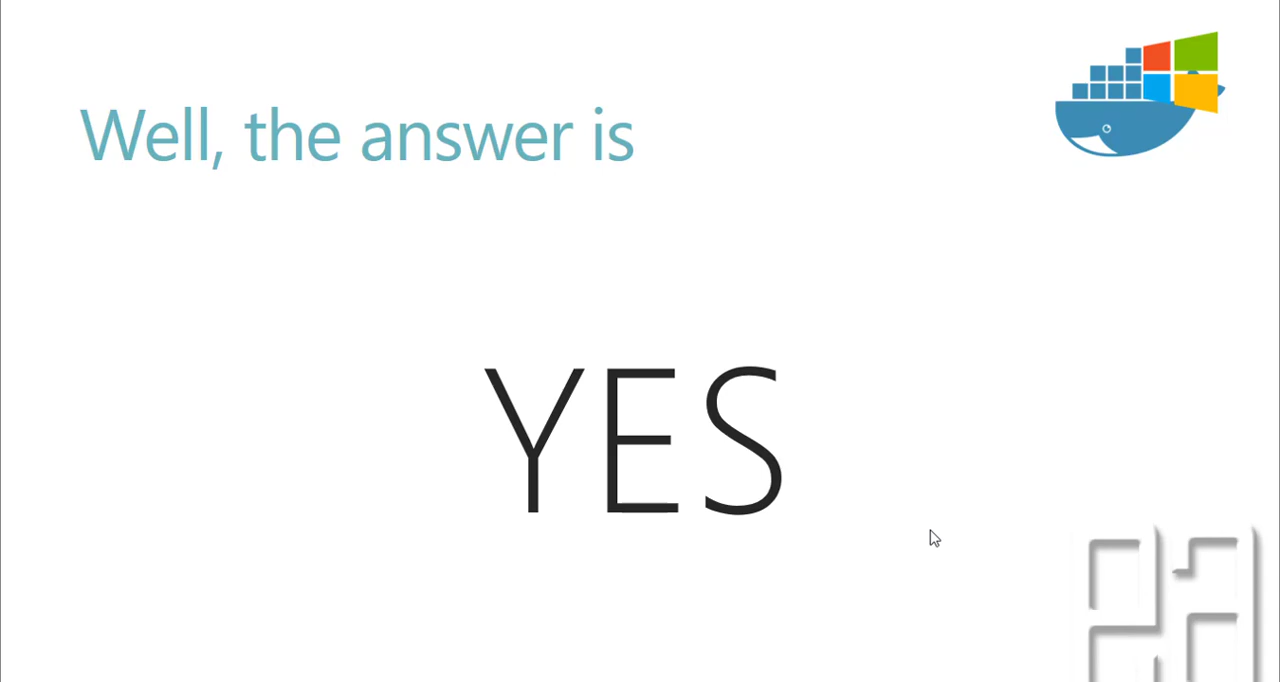 Well, the answer is
YES